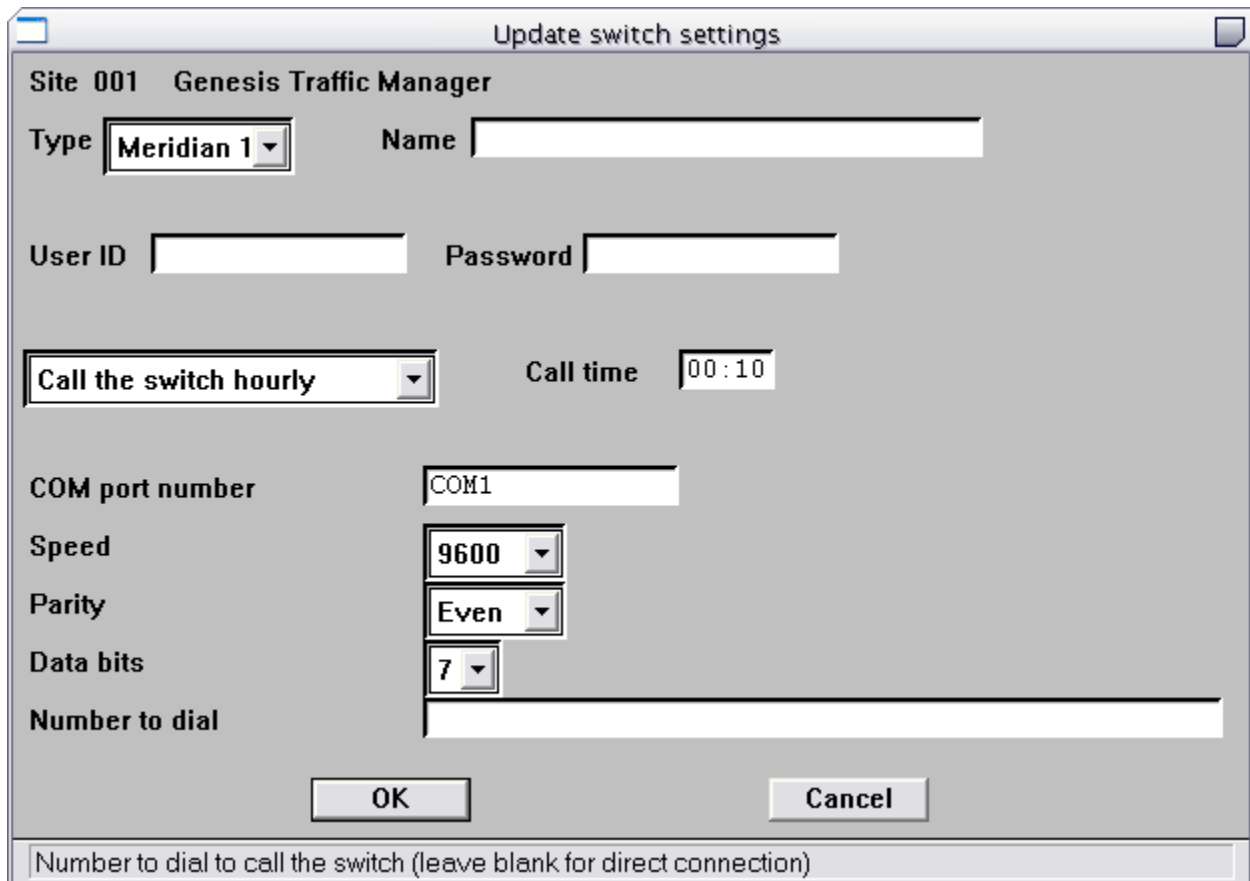 Update switch settings
Site 001 Genesis Traffic Manager
Type Meridian 1 Name
User ID Password
Call the switch hourly Call time 00:10
COM port number COM1
Speed 9600
Parity Even
Data bits 7
Number to dial
OK Cancel
Number to dial to call the switch (leave blank for direct connection)